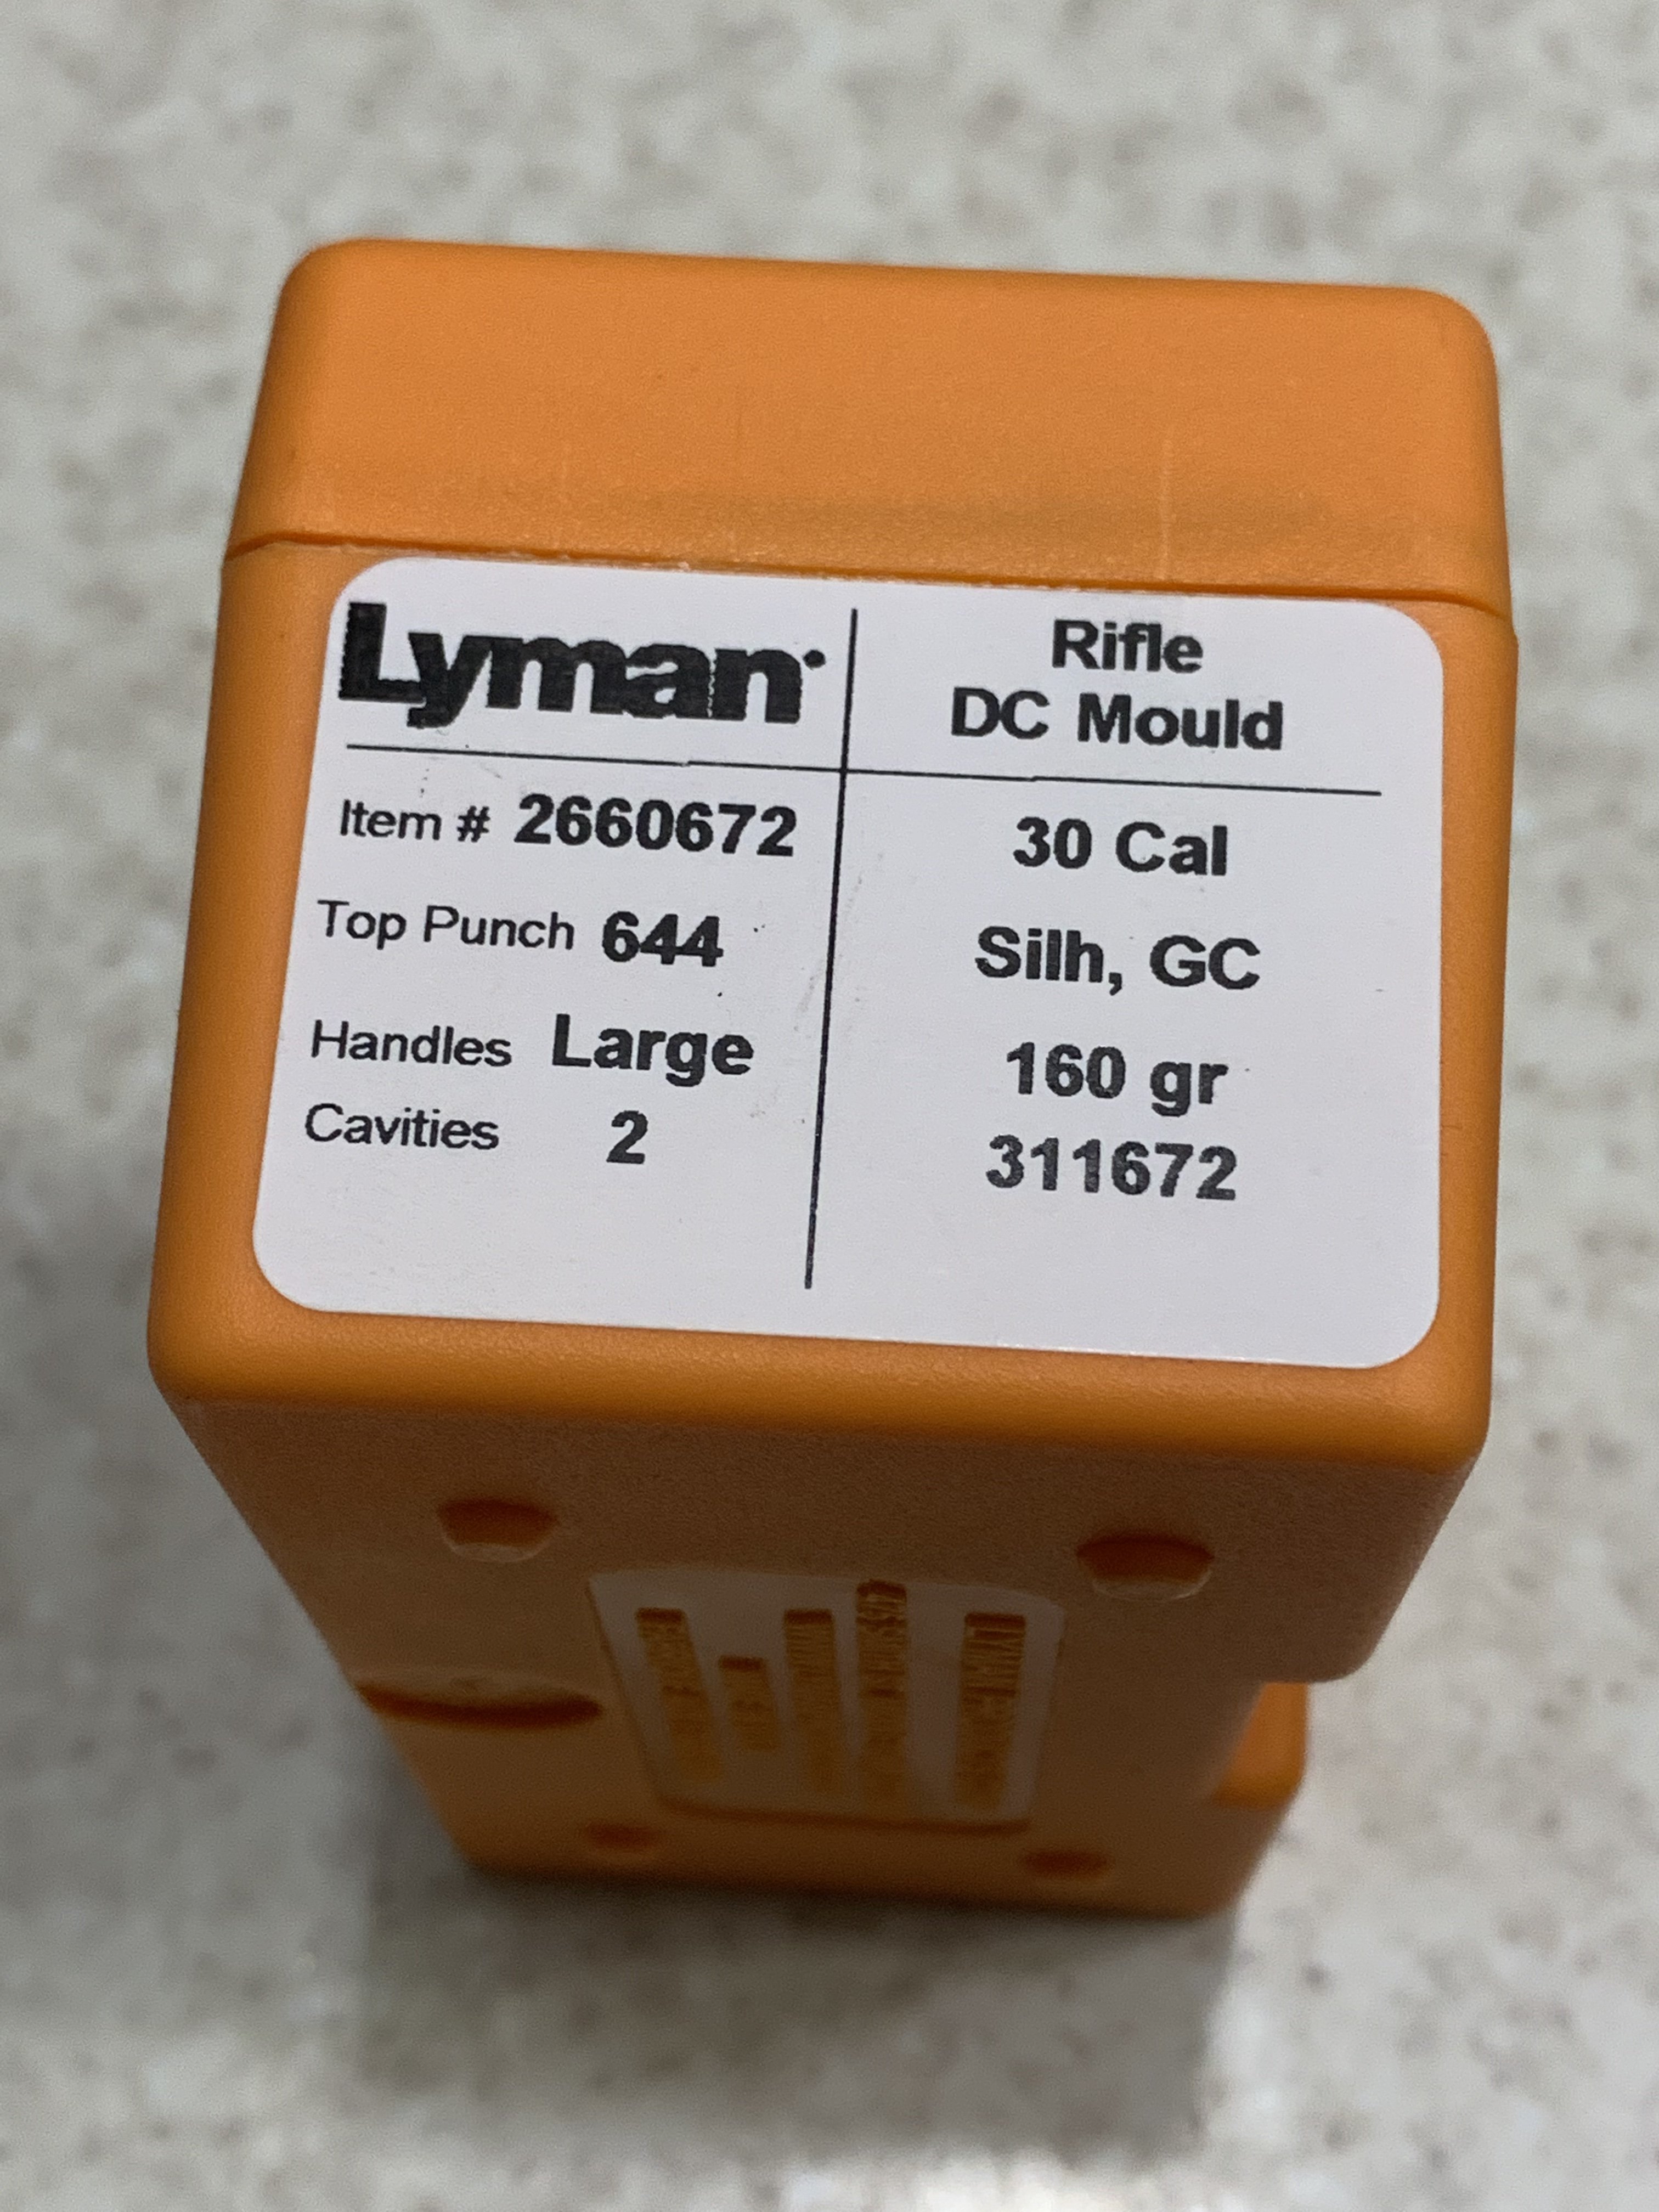 Lyman
Rifle
DC Mould
Item # 2660672
Top Punch 644
Handles Large
Cavities 2
30 Cal
Silh, GC
160 gr
311672
LYMAN